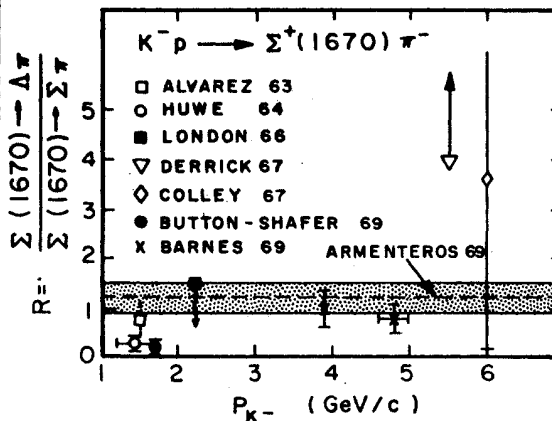 K⁻p → Σ⁺(1670) π⁻
□ ALVAREZ 63
○ HUWE 64
■ LONDON 66
▽ DERRICK 67
◇ COLLEY 67
● BUTTON-SHAFER 69
x BARNES 69
ARMENTEROS 69
R = Σ (1670) → Λπ / Σ (1670) → Σπ
5
4
3
2
1
0
1 2 3 4 5 6
P_K⁻ (GeV/c)